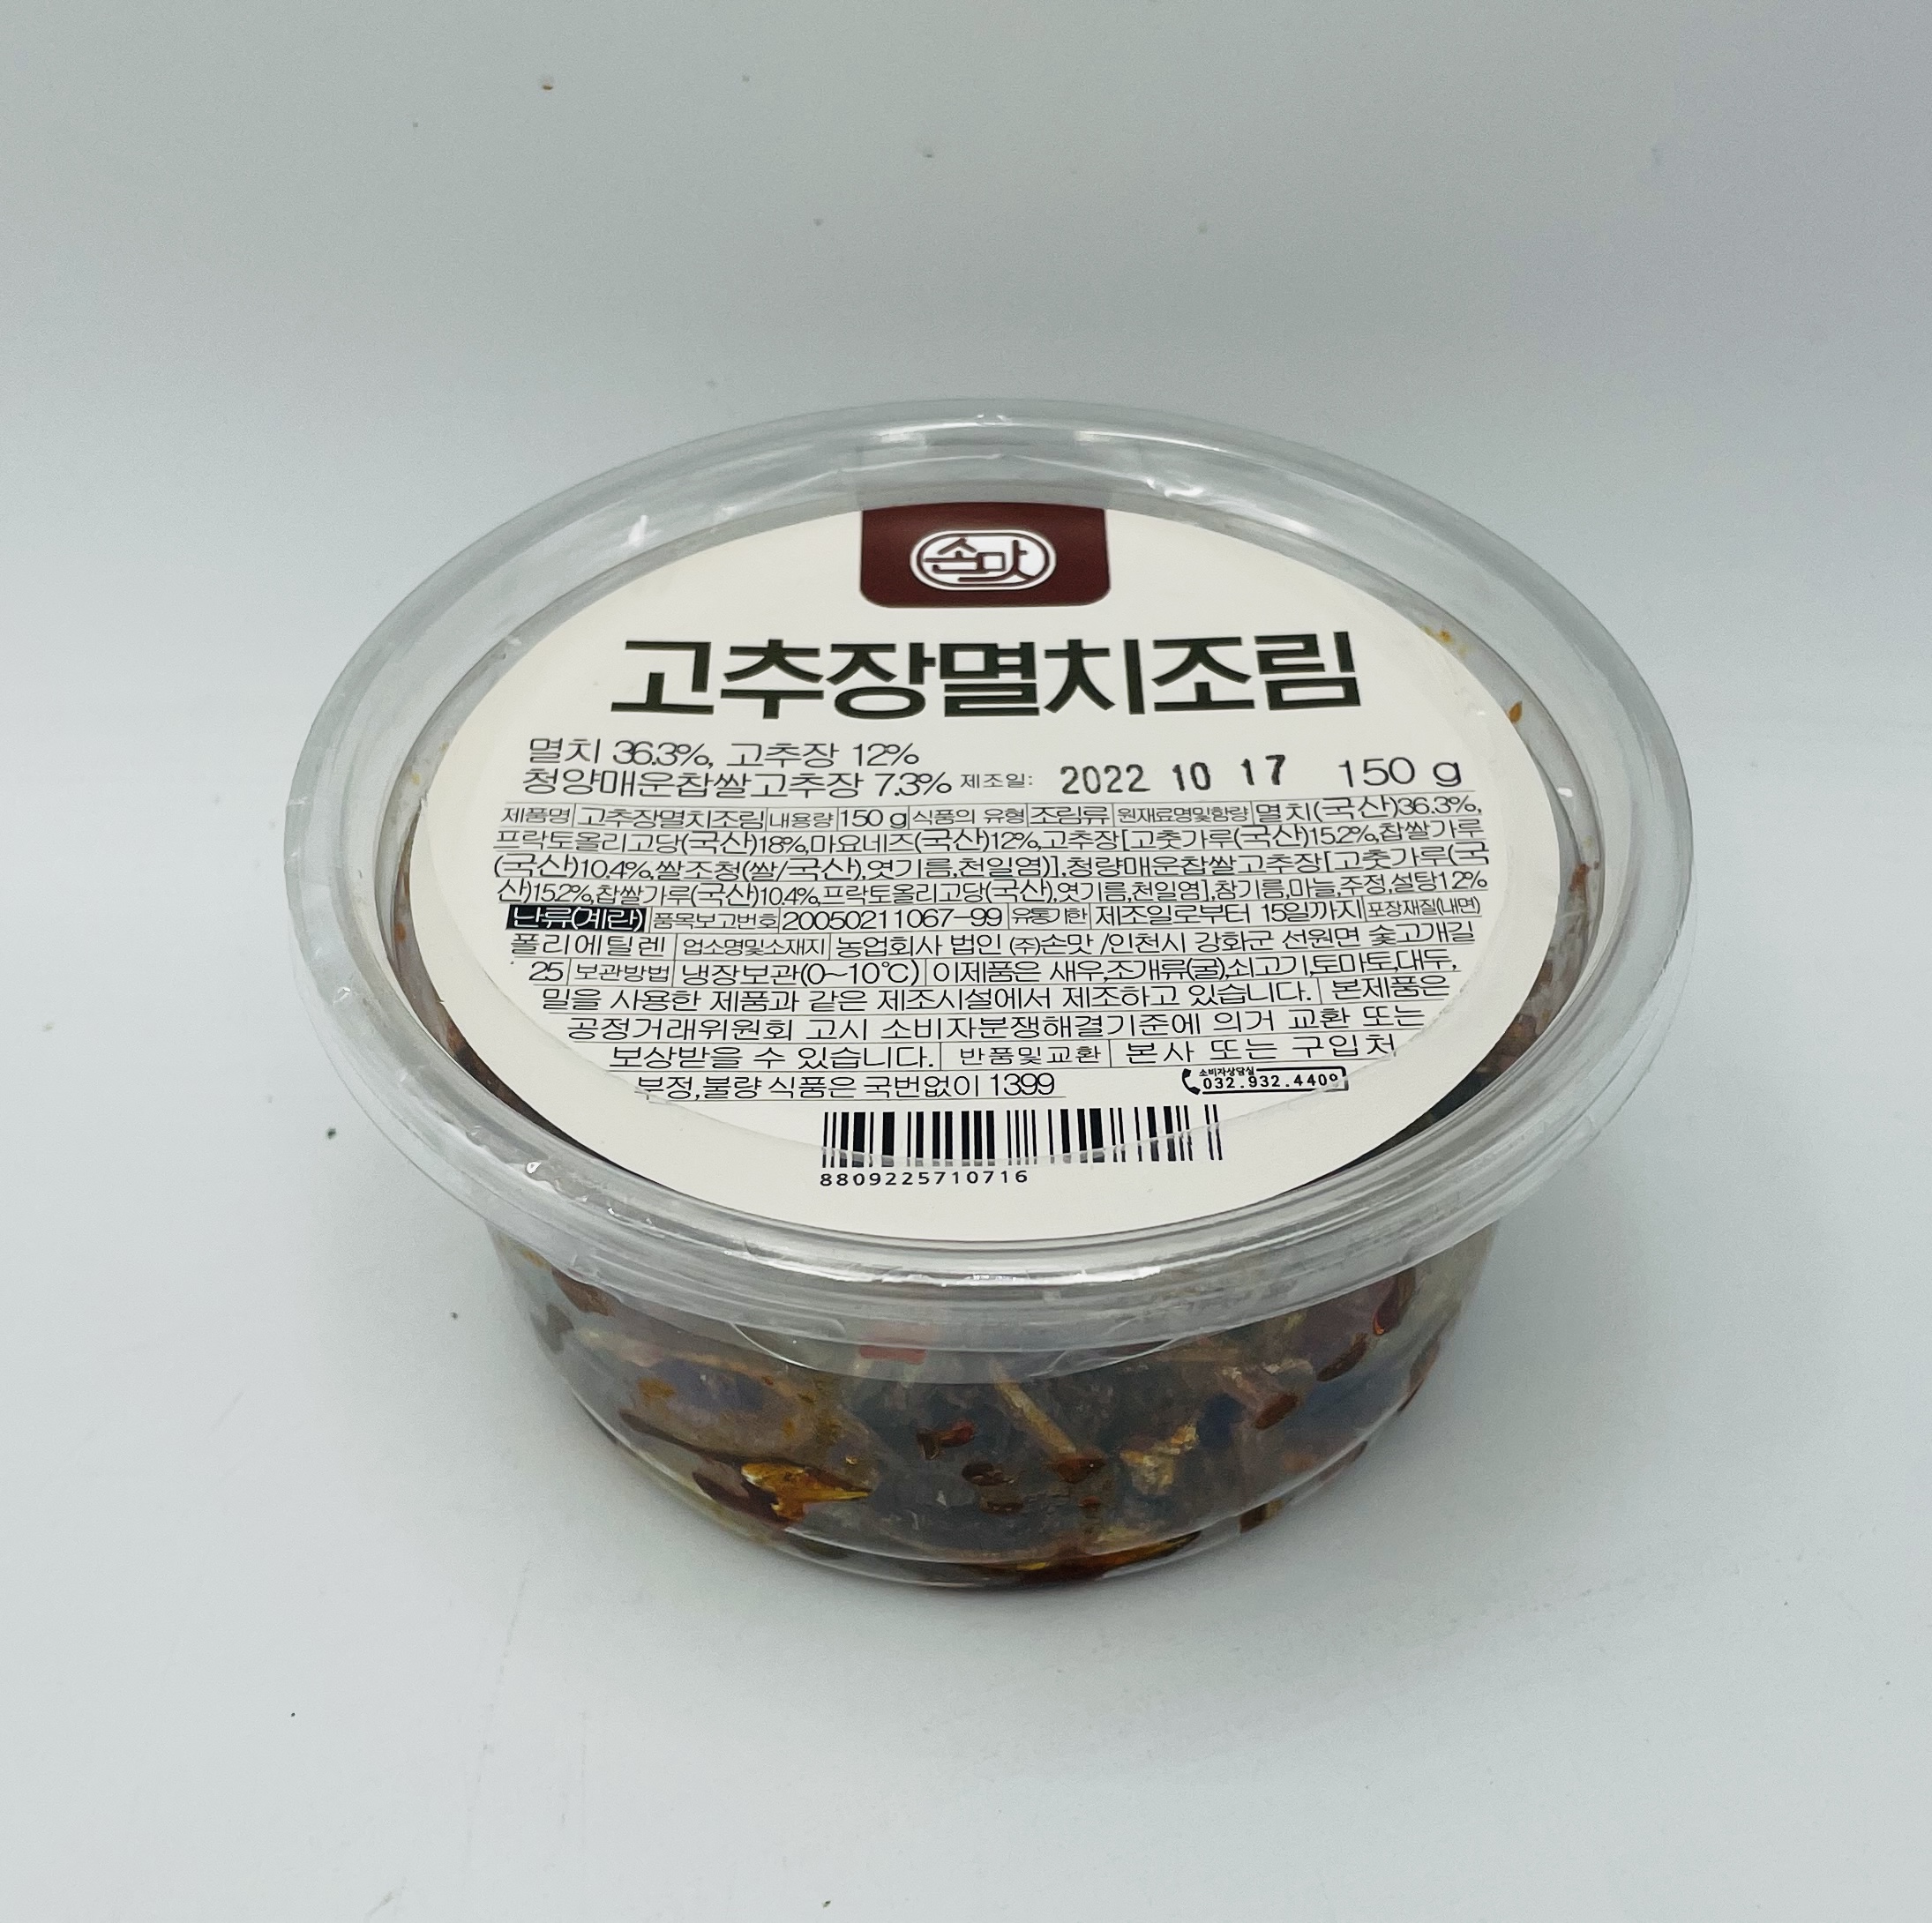 손맛
고추장멸치조림
멸치 36.3%, 고추장 12%
청양매운찹쌀고추장 7.3% 제조일: 2022 10 17 150 g
제품명 고추장멸치조림 내용량 150 g 식품의 유형 조림류 원재료명및함량 멸치(국산)36.3%,
프락토올리고당(국산)18%,마요네즈(국산)12%,고추장[고춧가루(국산)15.2%,찹쌀가루
(국산)10.4%,쌀조청(쌀/국산),엿기름,천일염)],청량매운찹쌀고추장[고춧가루(국
산)15.2%,찹쌀가루(국산)10.4%,프락토올리고당(국산),엿기름,천일염],참기름,마늘,주정,설탕1.2%
난류(계란) 품목보고번호 20050211067-99 유통기한 제조일로부터 15일까지 포장재질(내면)
폴리에틸렌 업소명및소재지 농업회사 법인 ㈜손맛 /인천시 강화군 선원면 숯고개길
25 보관방법 냉장보관(0~10℃) 이제품은 새우,조개류(굴),쇠고기,토마토,대두,
밀을 사용한 제품과 같은 제조시설에서 제조하고 있습니다. 본제품은
공정거래위원회 고시 소비자분쟁해결기준에 의거 교환 또는
보상받을 수 있습니다. 반품및교환 본사 또는 구입처
부정,불량 식품은 국번없이 1399 소비자상담실
032.932.4409
8809225710716